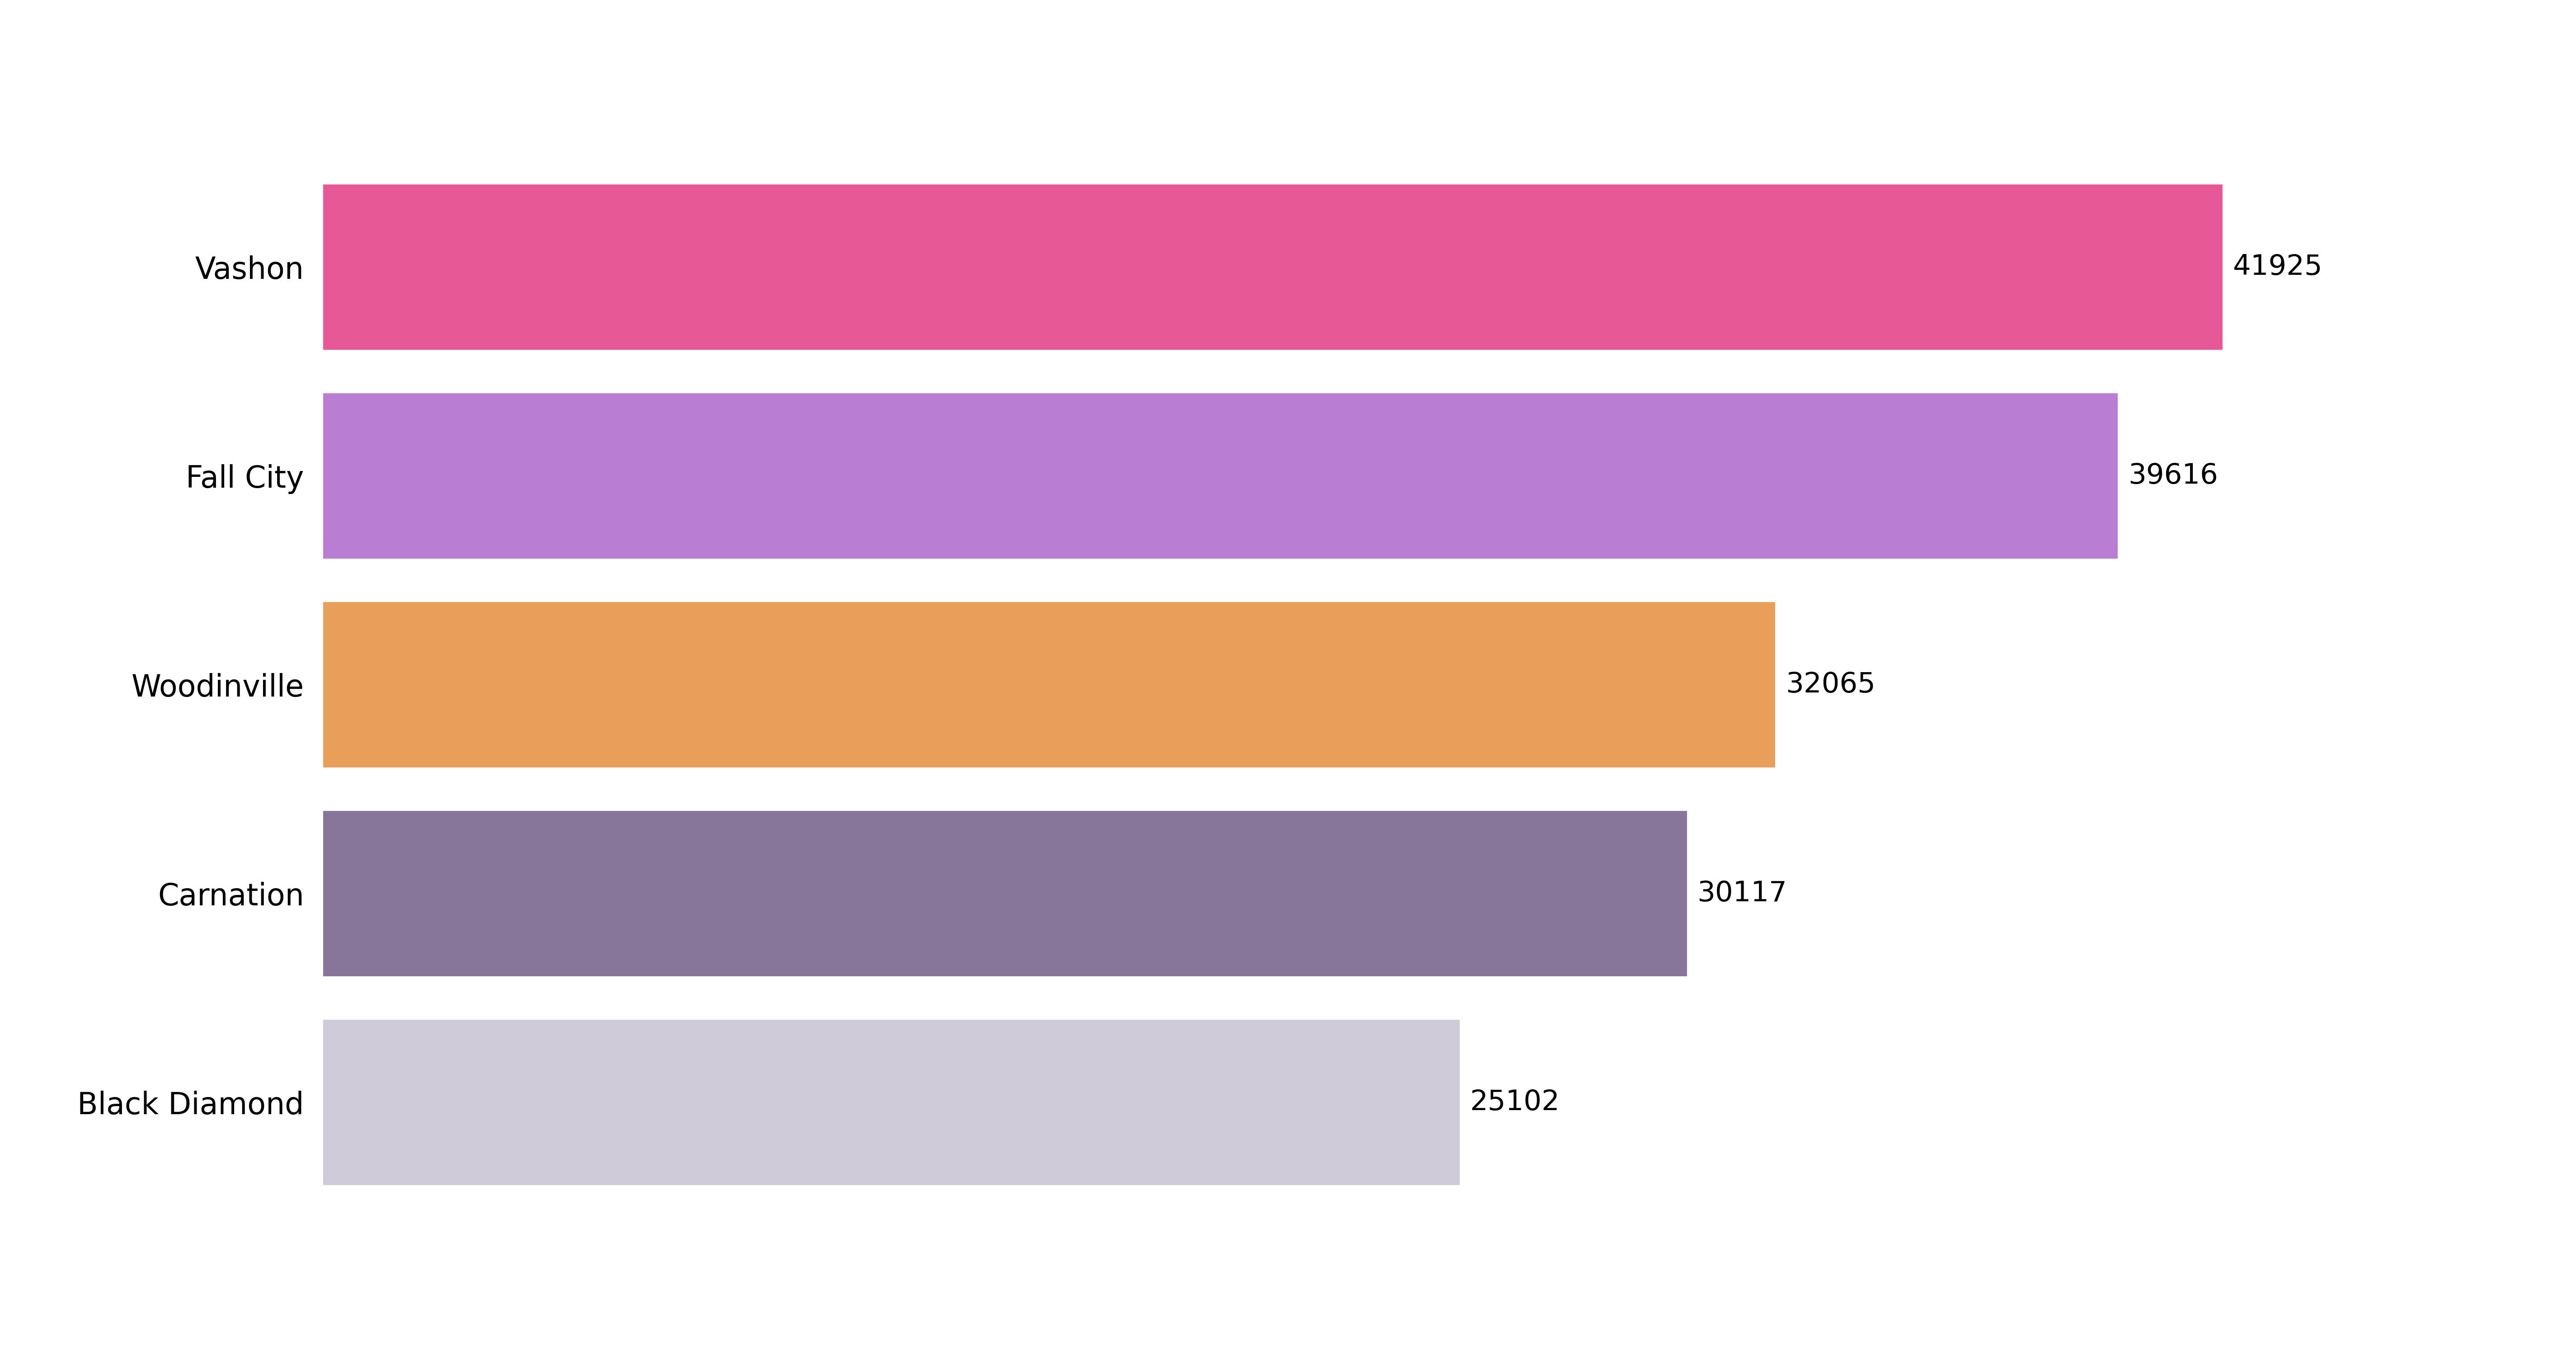 Vashon 41925
Fall City 39616
Woodinville 32065
Carnation 30117
Black Diamond 25102